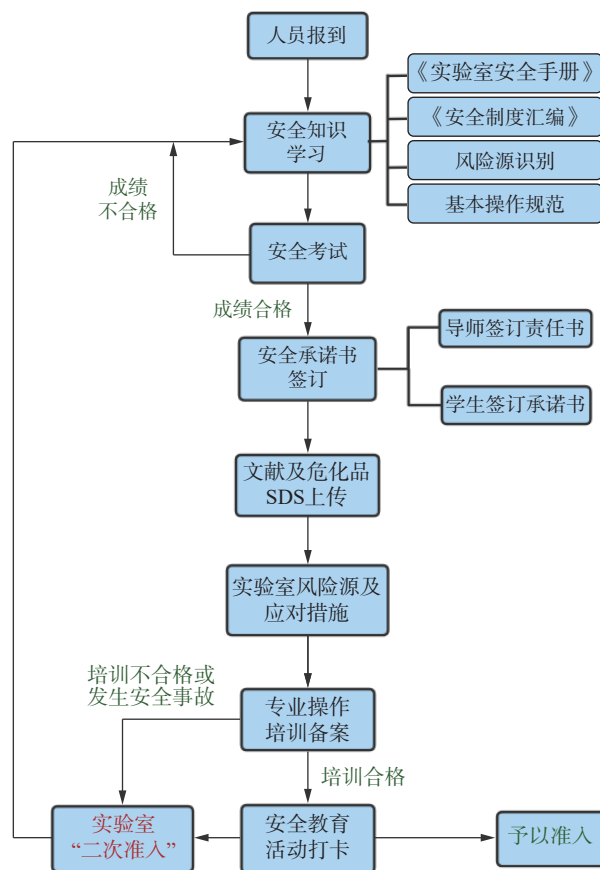 人员报到
安全知识
学习
《实验室安全手册》
《安全制度汇编》
风险源识别
基本操作规范
成绩
不合格
安全考试
成绩合格
安全承诺书
签订
导师签订责任书
学生签订承诺书
文献及危化品
SDS上传
实验室风险源及
应对措施
培训不合格或
发生安全事故
专业操作
培训备案
培训合格
实验室
“二次准入”
安全教育
活动打卡
予以准入